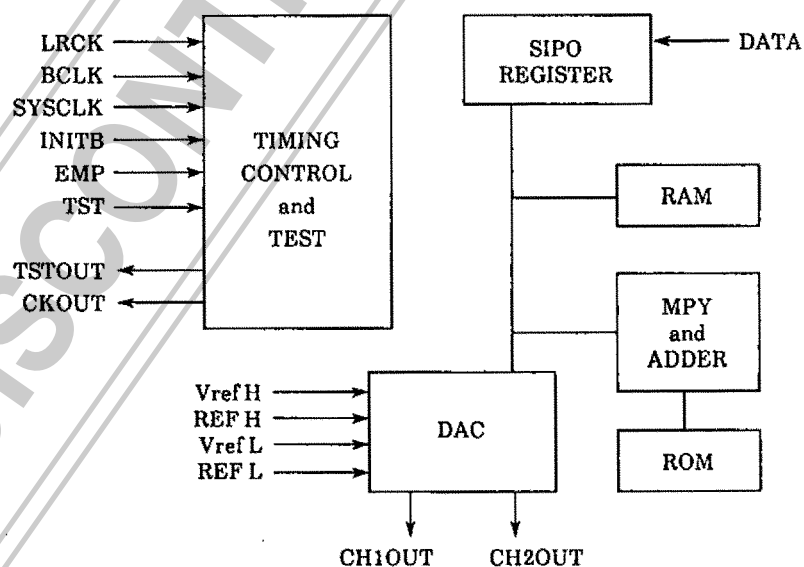 LRCK
BCLK
SYSCLK
INITB
EMP
TST
TSTOUT
CKOUT
TIMING
CONTROL
and
TEST
SIPO
REGISTER
DATA
RAM
MPY
and
ADDER
ROM
Vref H
REF H
Vref L
REF L
DAC
CH1OUT
CH2OUT
DISCONTI